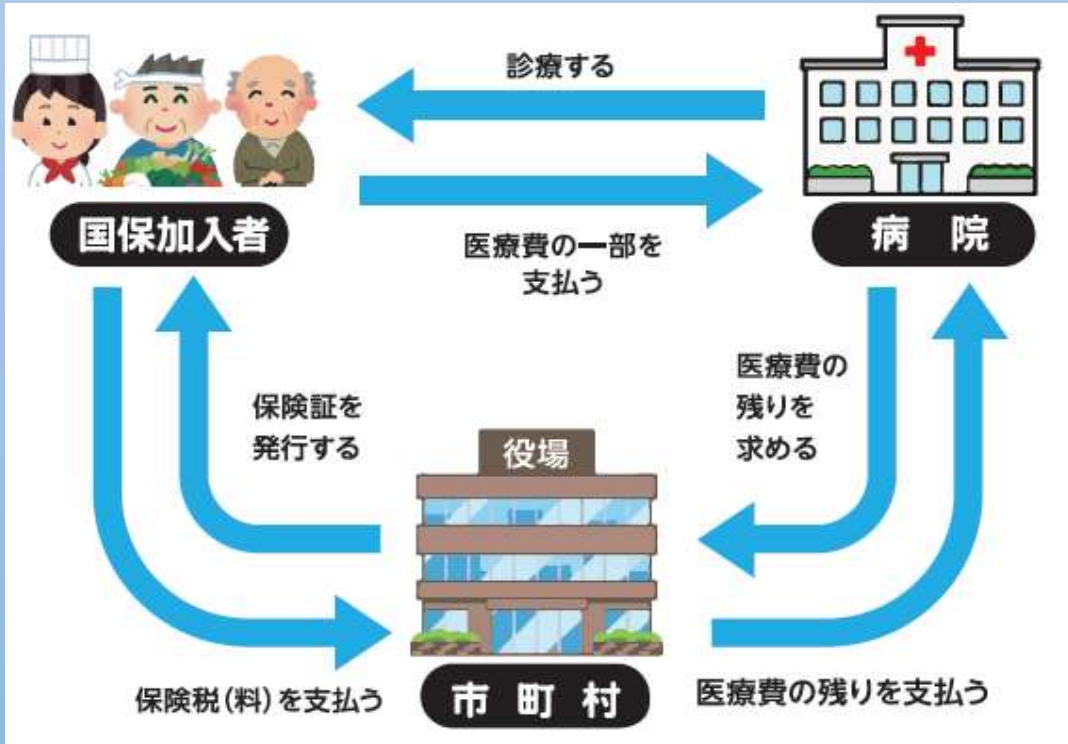 診療する
国保加入者
病院
医療費の一部を
支払う
保険証を
発行する
医療費の
残りを
求める
役場
保険税(料)を支払う
市町村
医療費の残りを支払う